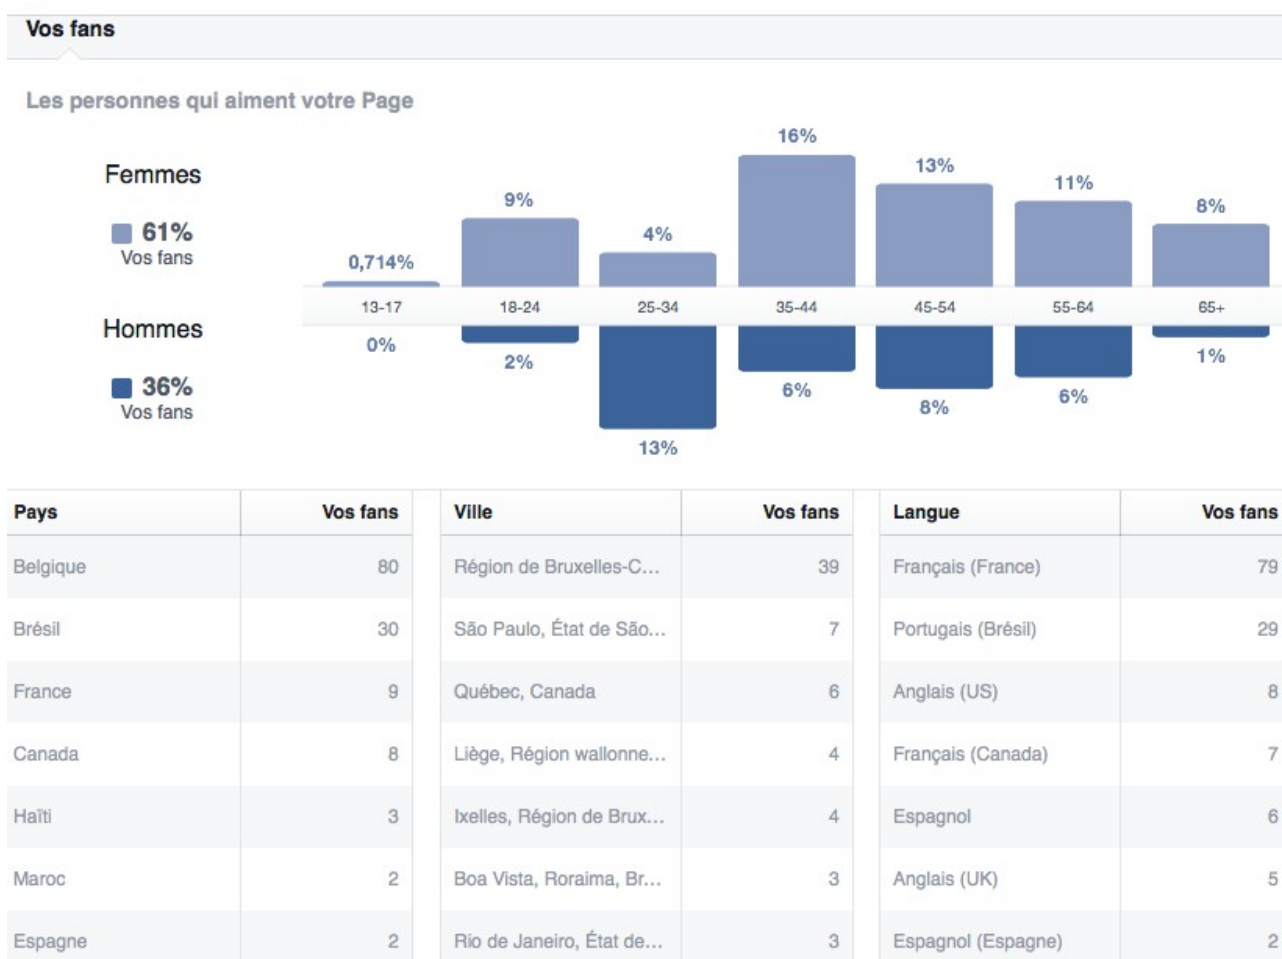 Vos fans
Les personnes qui aiment votre Page
Femmes
61%
Vos fans
Hommes
36%
Vos fans
0,714% 9% 4% 16% 13% 11% 8%
13-17 18-24 25-34 35-44 45-54 55-64 65+
0% 2% 13% 6% 8% 6% 1%
Pays Vos fans Ville Vos fans Langue Vos fans
Belgique 80 Région de Bruxelles-C... 39 Français (France) 79
Brésil 30 São Paulo, État de São... 7 Portugais (Brésil) 29
France 9 Québec, Canada 6 Anglais (US) 8
Canada 8 Liège, Région wallonne... 4 Français (Canada) 7
Haïti 3 Ixelles, Région de Brux... 4 Espagnol 6
Maroc 2 Boa Vista, Roraima, Br... 3 Anglais (UK) 5
Espagne 2 Rio de Janeiro, État de... 3 Espagnol (Espagne) 2